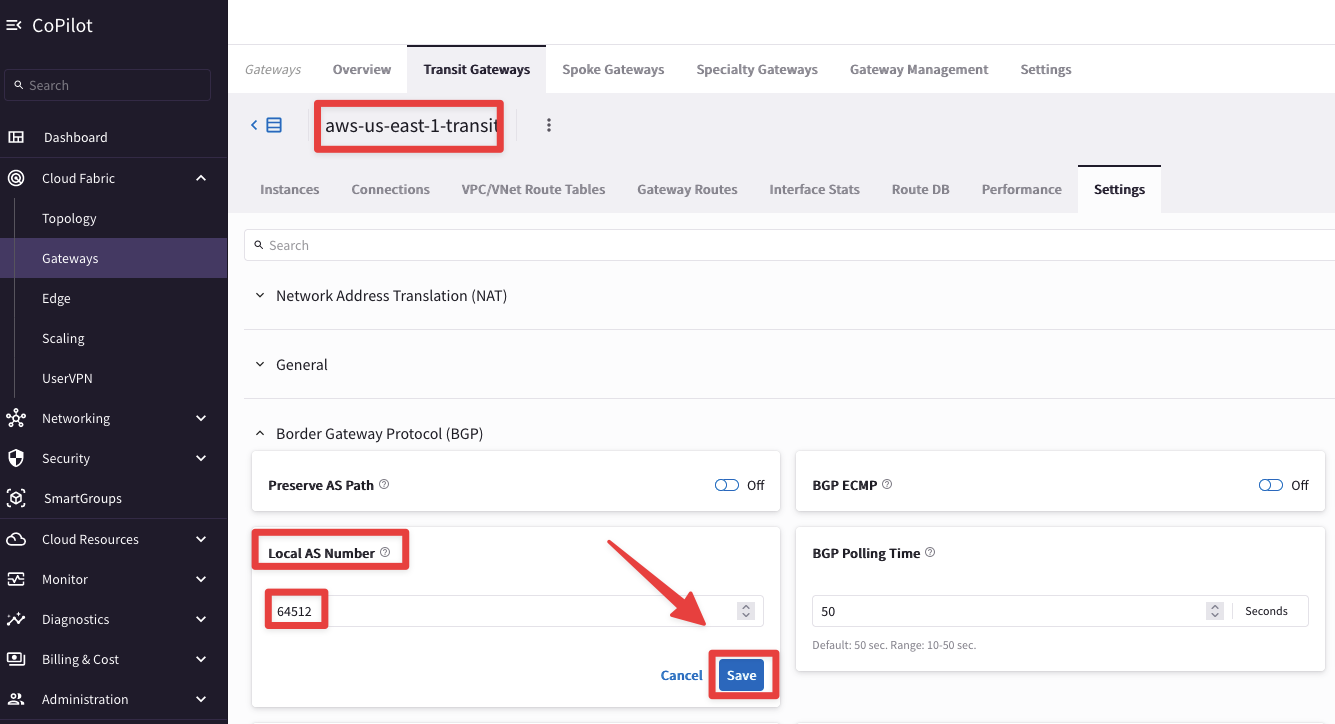 CoPilot
Search
Dashboard
Cloud Fabric
Topology
Gateways
Edge
Scaling
UserVPN
Networking
Security
SmartGroups
Cloud Resources
Monitor
Diagnostics
Billing & Cost
Administration
Gateways Overview Transit Gateways Spoke Gateways Specialty Gateways Gateway Management Settings
aws-us-east-1-transit
Instances Connections VPC/VNet Route Tables Gateway Routes Interface Stats Route DB Performance Settings
Search
Network Address Translation (NAT)
General
Border Gateway Protocol (BGP)
Preserve AS Path Off
BGP ECMP Off
Local AS Number
64512
Cancel Save
BGP Polling Time
50 Seconds
Default: 50 sec. Range: 10-50 sec.